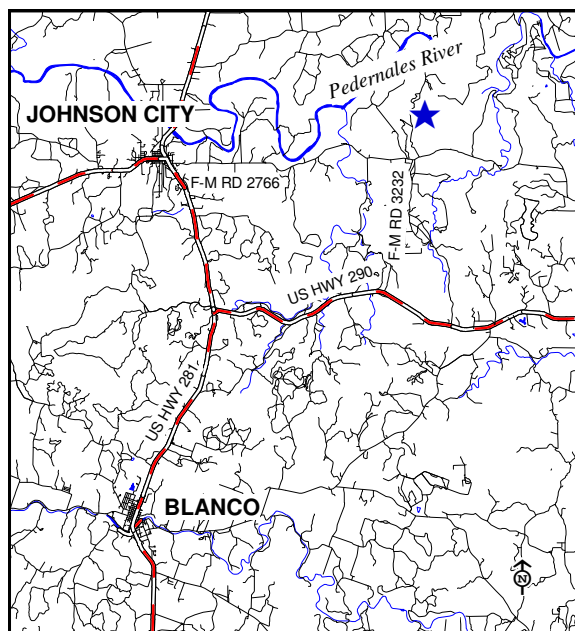 Pedernales River
JOHNSON CITY
F-M RD 2766
F-M RD 3232
US HWY 290
US HWY 281
BLANCO
N